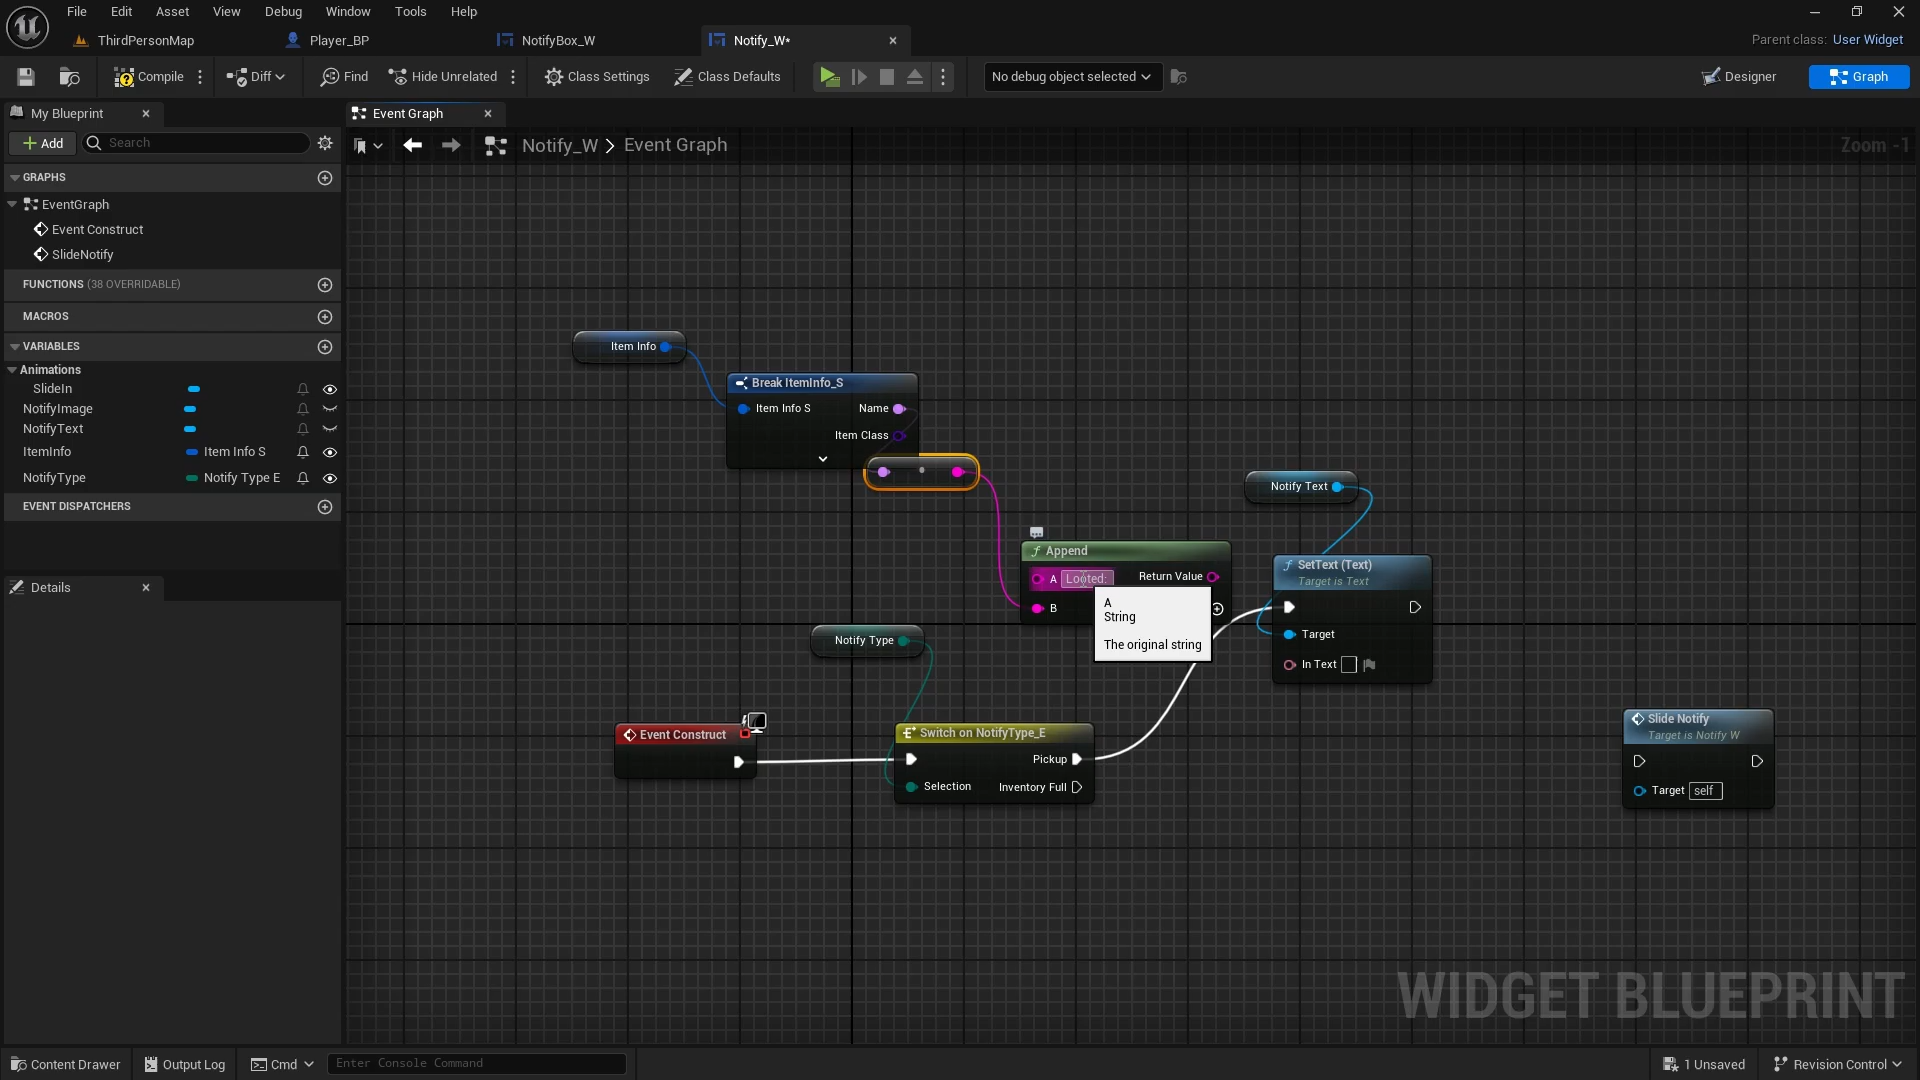 File Edit Asset View Debug Window Tools Help
ThirdPersonMap Player_BP NotifyBox_W Notify_W* Parent class: User Widget
Compile Diff Find Hide Unrelated Class Settings Class Defaults No debug object selected Designer Graph
My Blueprint
Add Search
Event Graph
Notify_W > Event Graph
Zoom -1
GRAPHS
EventGraph
Event Construct
SlideNotify
FUNCTIONS (38 OVERRIDABLE)
MACROS
VARIABLES
Animations
SlideIn
NotifyImage
NotifyText
ItemInfo Item Info S
NotifyType Notify Type E
EVENT DISPATCHERS
Details
Item Info
Break ItemInfo_S
Item Info S Name
Item Class
Notify Text
Append
A Looted: Return Value
B
A
String
The original string
SetText (Text)
Target is Text
Target
In Text
Notify Type
Event Construct
Switch on NotifyType_E
Pickup
Selection Inventory Full
Slide Notify
Target is Notify W
Target self
WIDGET BLUEPRINT
Content Drawer Output Log Cmd Enter Console Command 1 Unsaved Revision Control